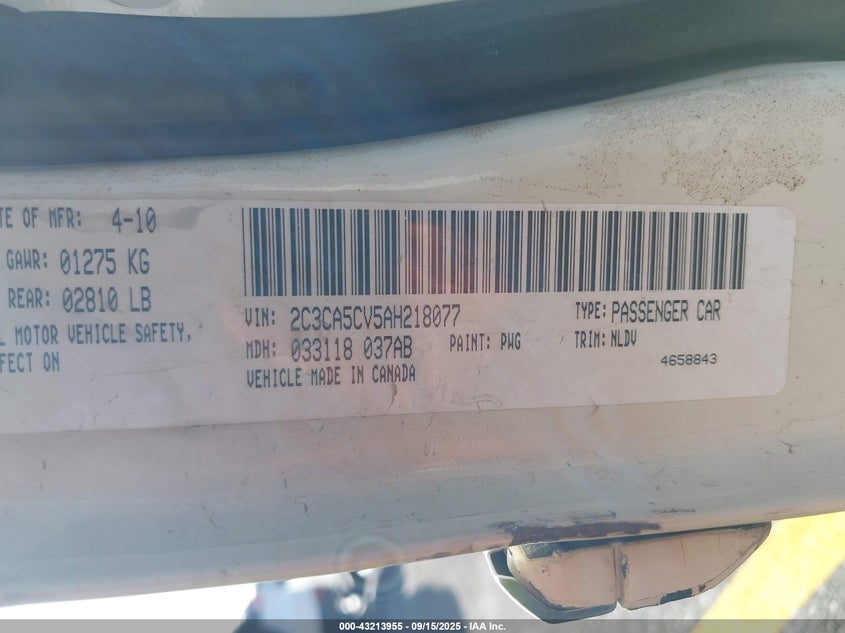 TE OF MFR: 4-10
GAWR: 01275 KG
REAR: 02810 LB
L MOTOR VEHICLE SAFETY,
FECT ON
VIN: 2C3CA5CV5AH218077
TYPE: PASSENGER CAR
MDH: 033118 037AB
PAINT: PWG
TRIM: NLDV
VEHICLE MADE IN CANADA
4658843
000-43213955 - 09/15/2025 - IAA Inc.